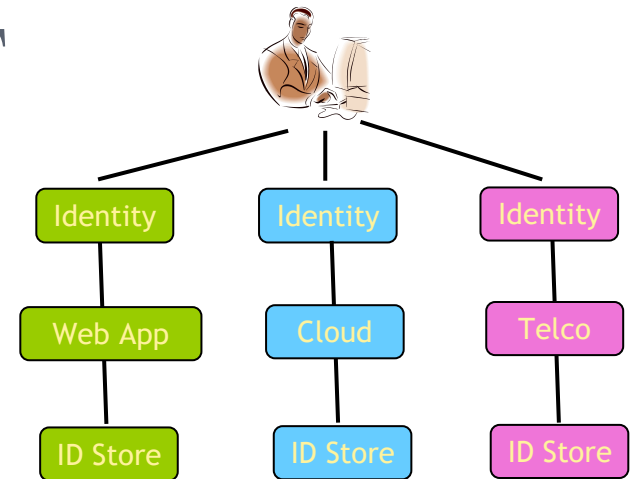 Identity Identity Identity
Web App Cloud Telco
ID Store ID Store ID Store